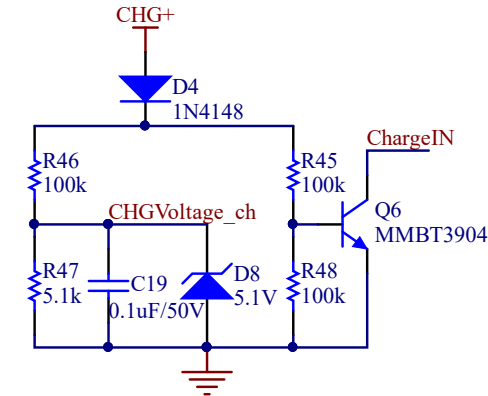 CHG+
D4
1N4148
R46
100k
R45
100k
ChargeIN
CHGVoltage_ch
Q6
MMBT3904
R47
5.1k
C19
0.1uF/50V
D8
5.1V
R48
100k